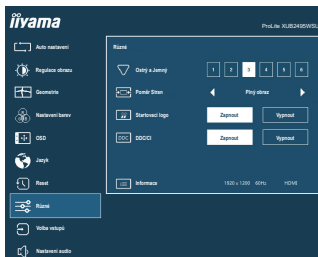 iiyama
ProLite XUB2495WSU
Auto nastavení
Různé
Regulace obrazu
Ostrý a Jemný
1 2 3 4 5 6
Geometrie
Poměr Stran
Plný obraz
Nastavení barev
Startovací logo
Zapnout
Vypnout
OSD
DDC
DDC/CI
Zapnout
Vypnout
Jazyk
Reset
Informace
1920 x 1200 60Hz HDMI
Různé
Volba vstupů
Nastavení audio